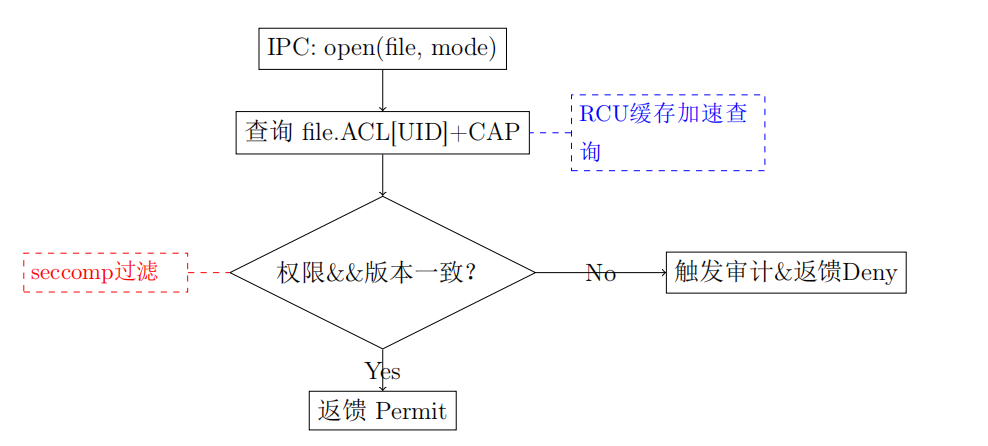 IPC: open(file, mode)
查询 file.ACL[UID]+CAP
RCU缓存加速查
询
seccomp过滤
权限&&版本一致?
No
触发审计&返馈Deny
Yes
返馈 Permit